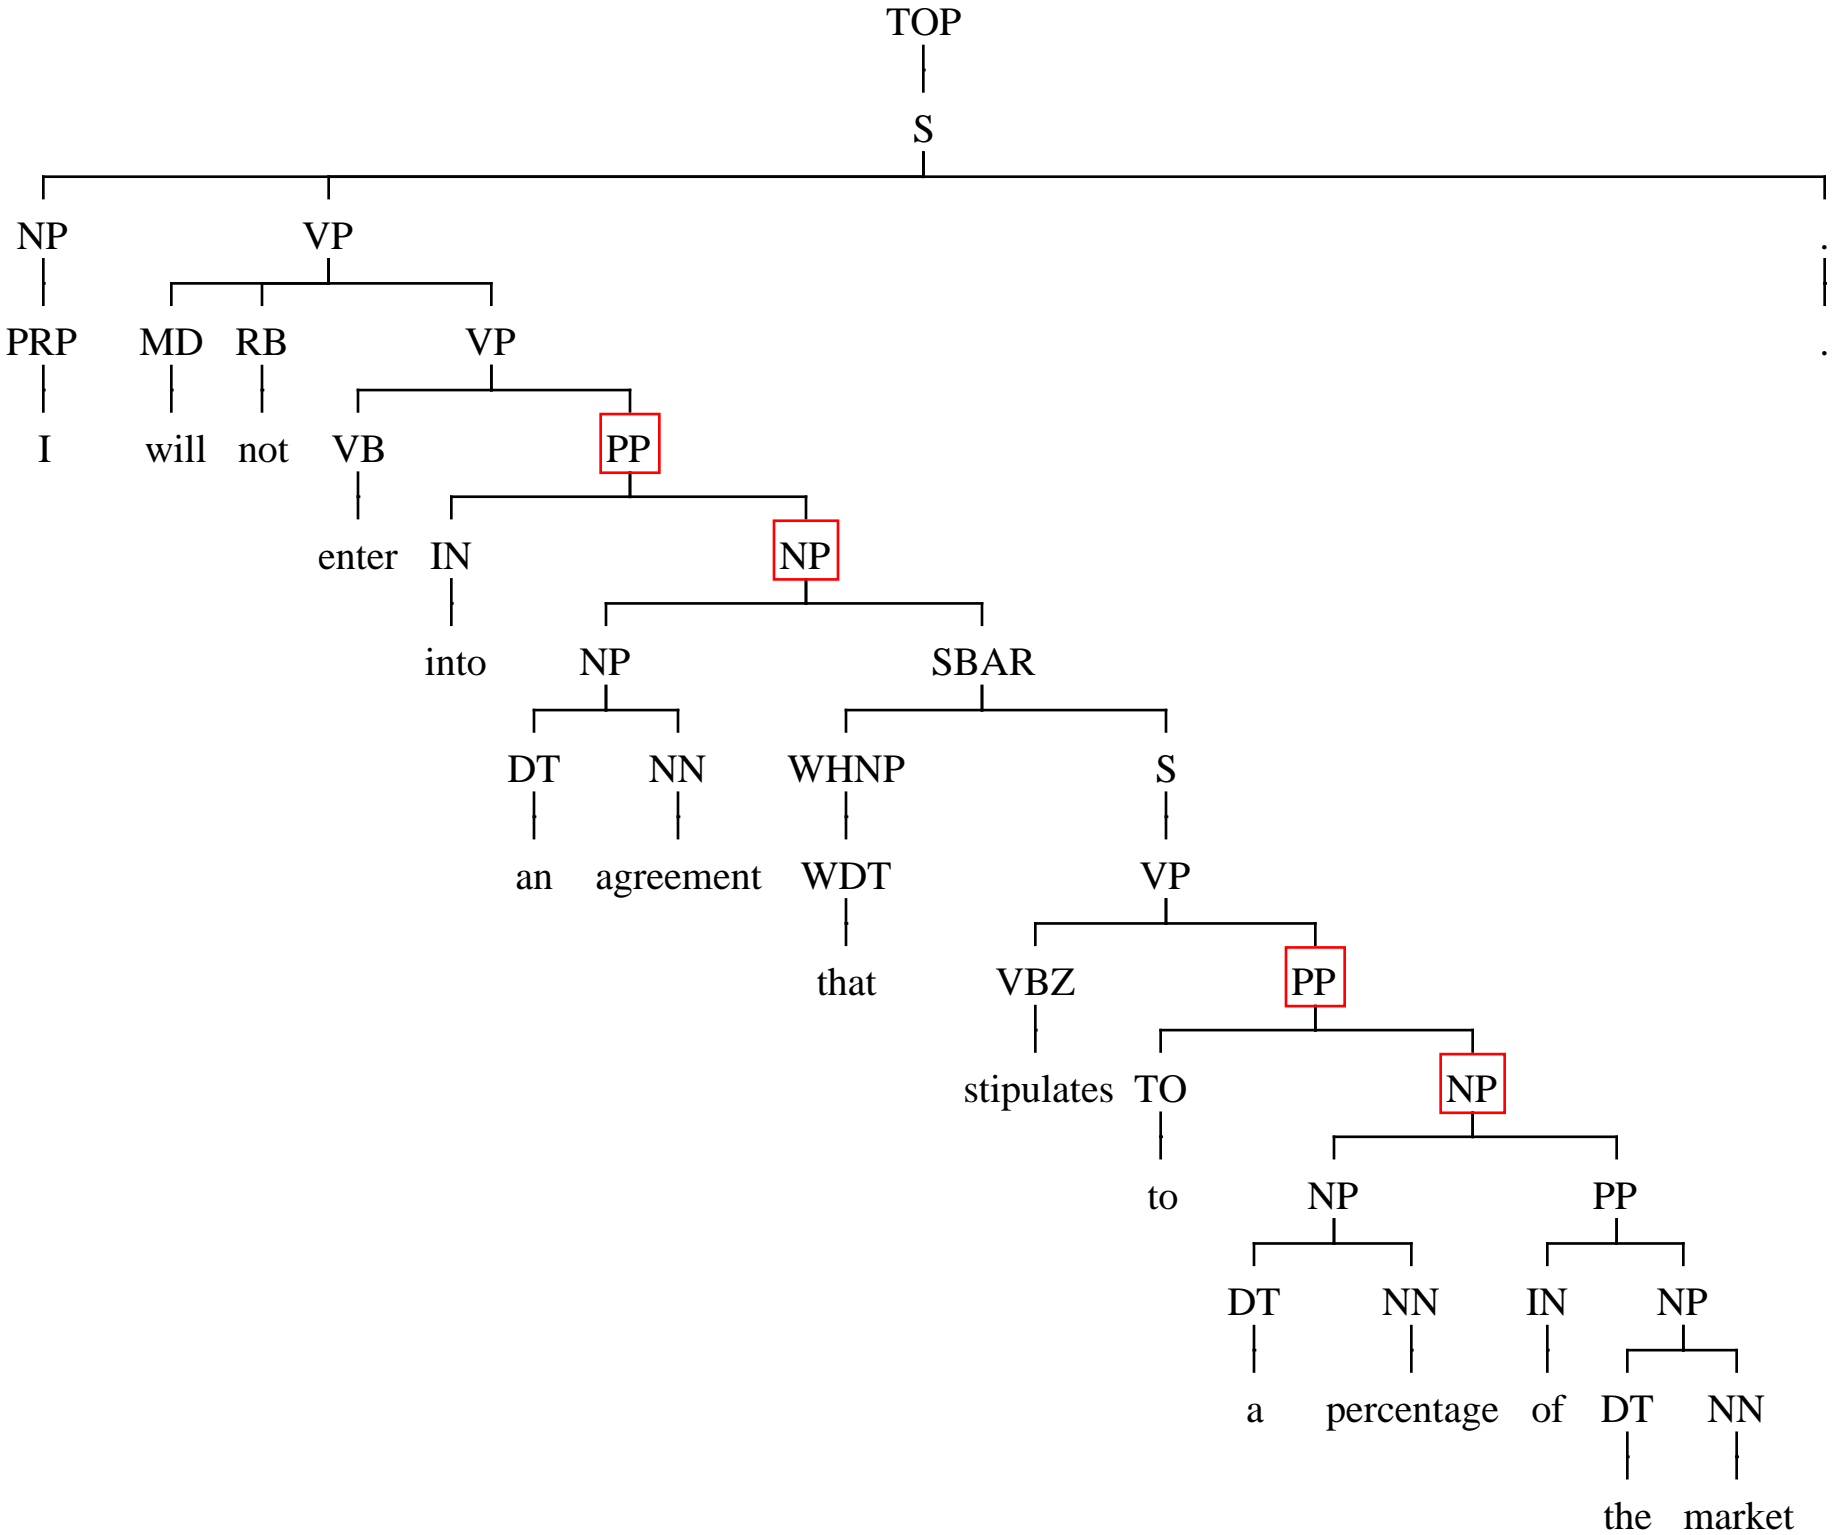 TOP
S
NP VP .
PRP MD RB VP .
I will not VB PP
enter IN NP
into NP SBAR
DT NN WHNP S
an agreement WDT VP
that VBZ PP
stipulates TO NP
to NP PP
DT NN IN NP
a percentage of DT NN
the market